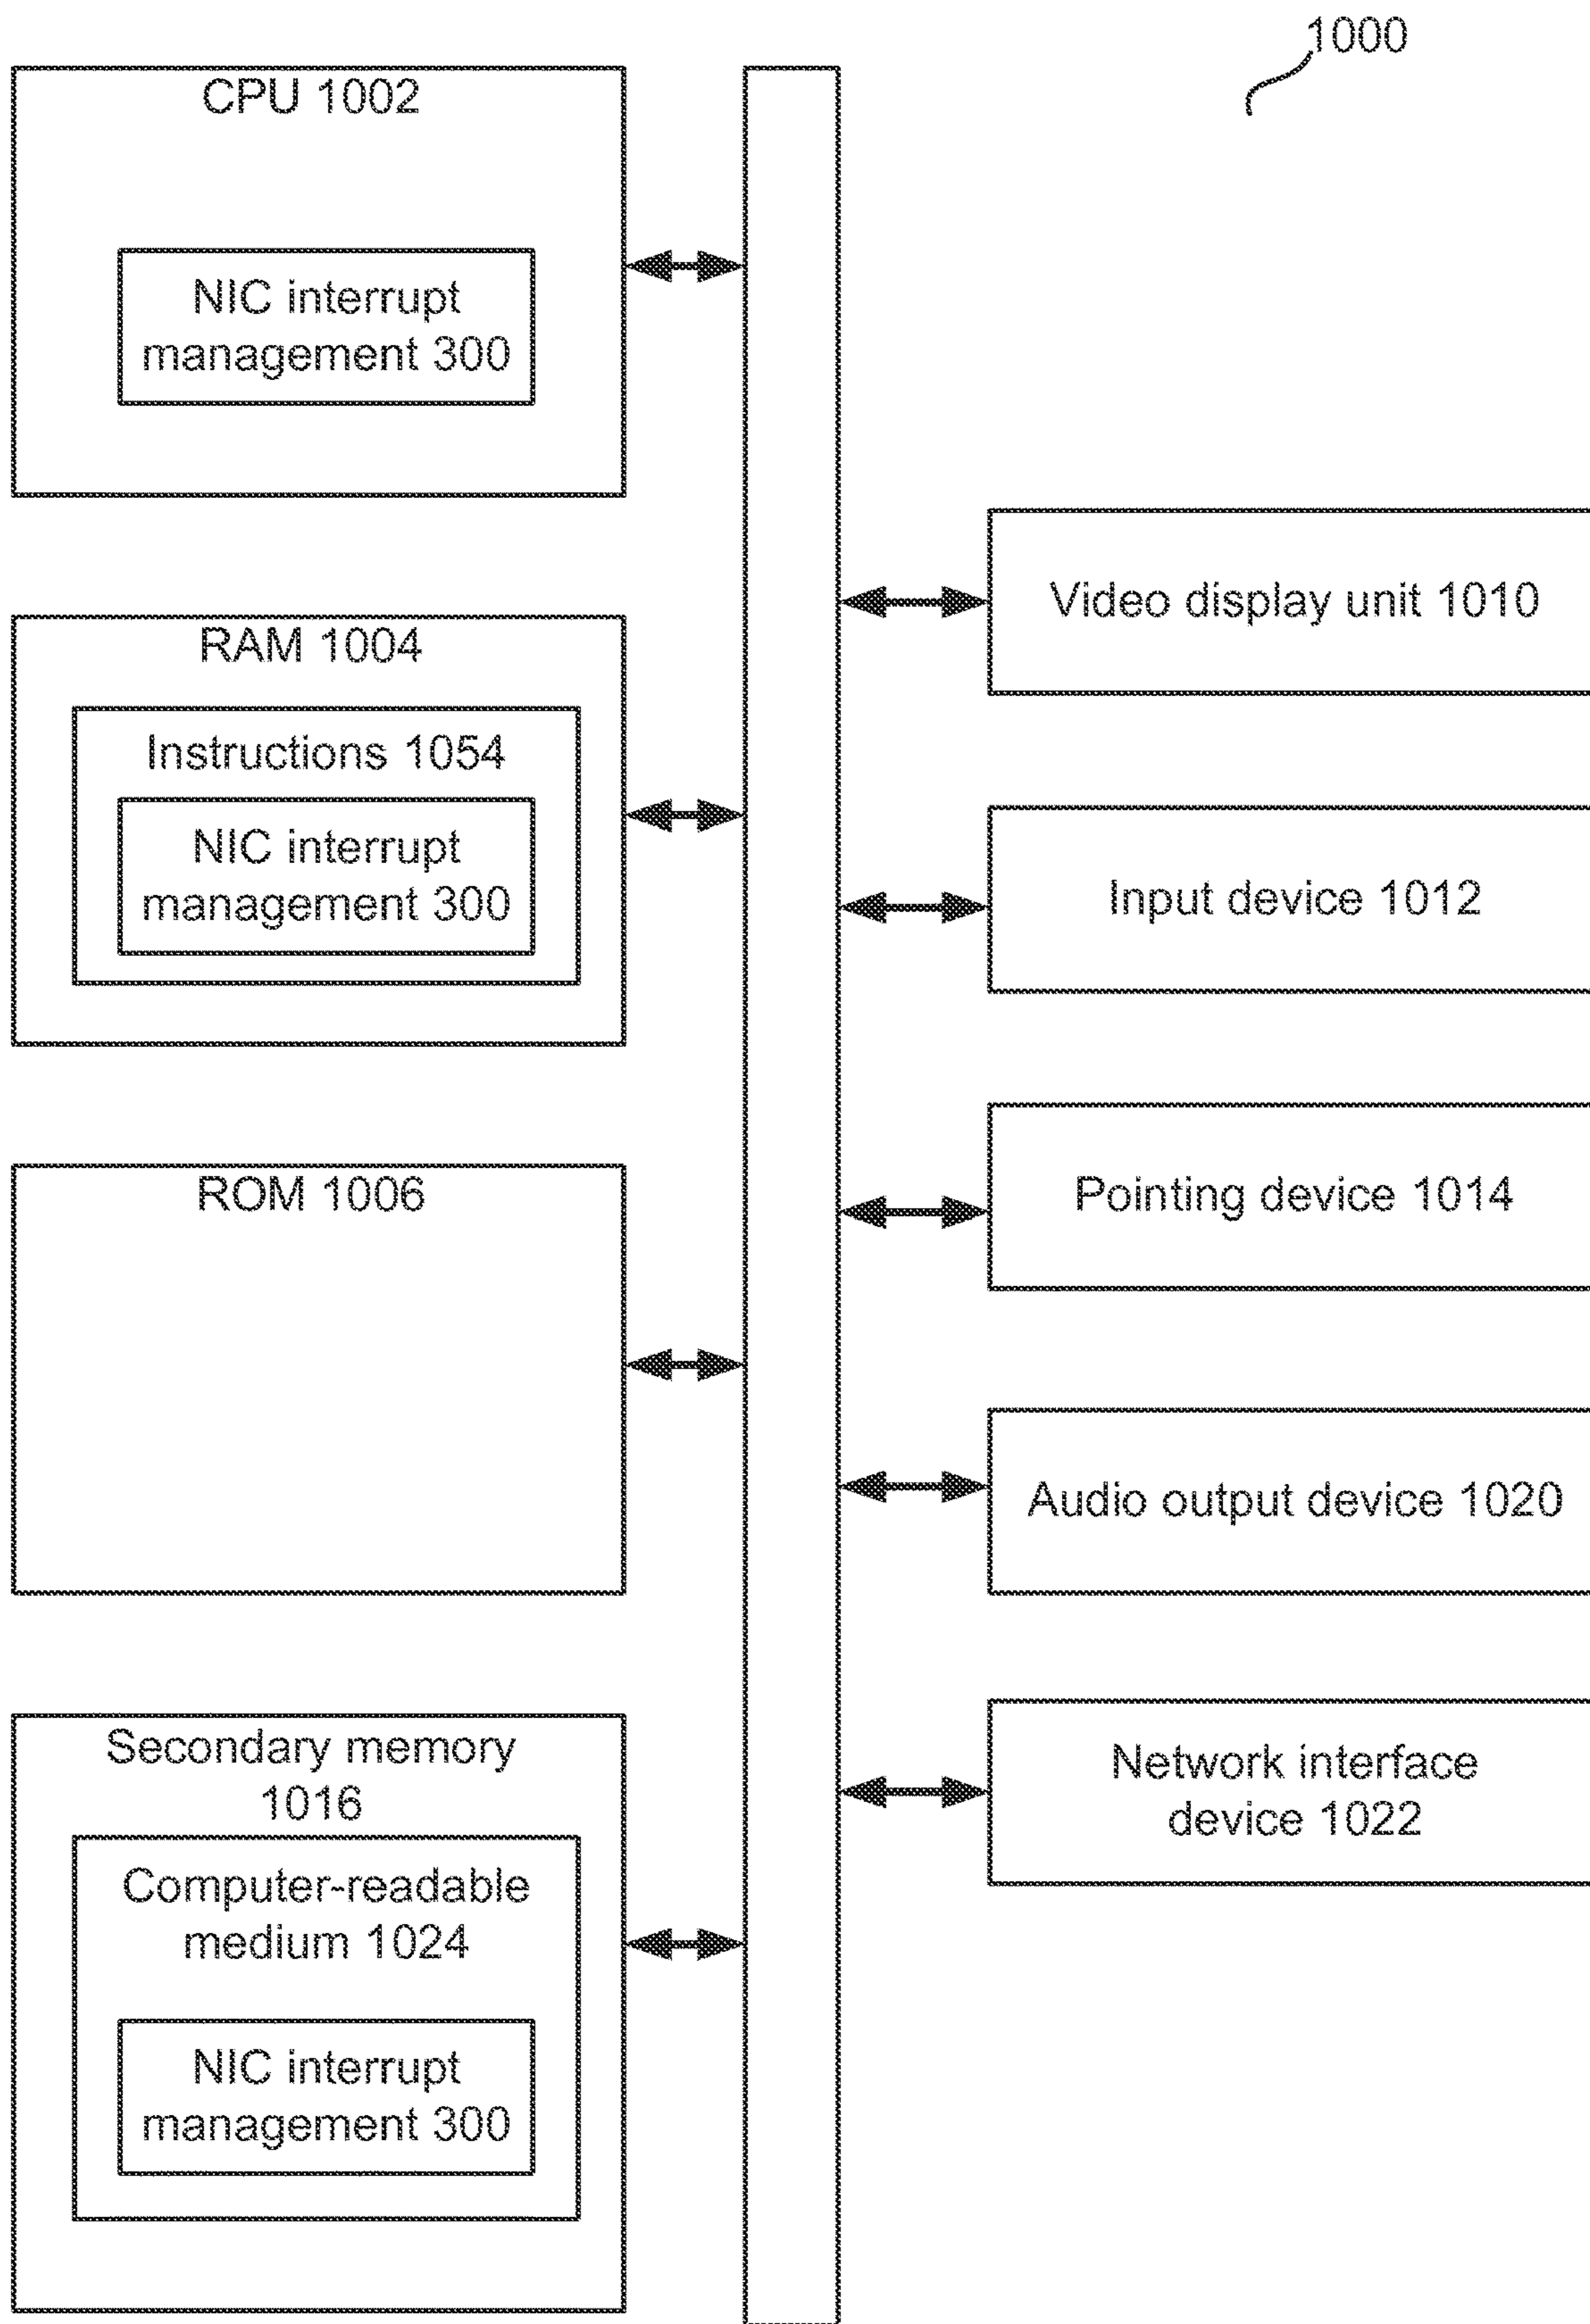 1000
CPU 1002
NIC interrupt
management 300
RAM 1004
Instructions 1054
NIC interrupt
management 300
ROM 1006
Secondary memory
1016
Computer-readable
medium 1024
NIC interrupt
management 300
Video display unit 1010
Input device 1012
Pointing device 1014
Audio output device 1020
Network interface
device 1022